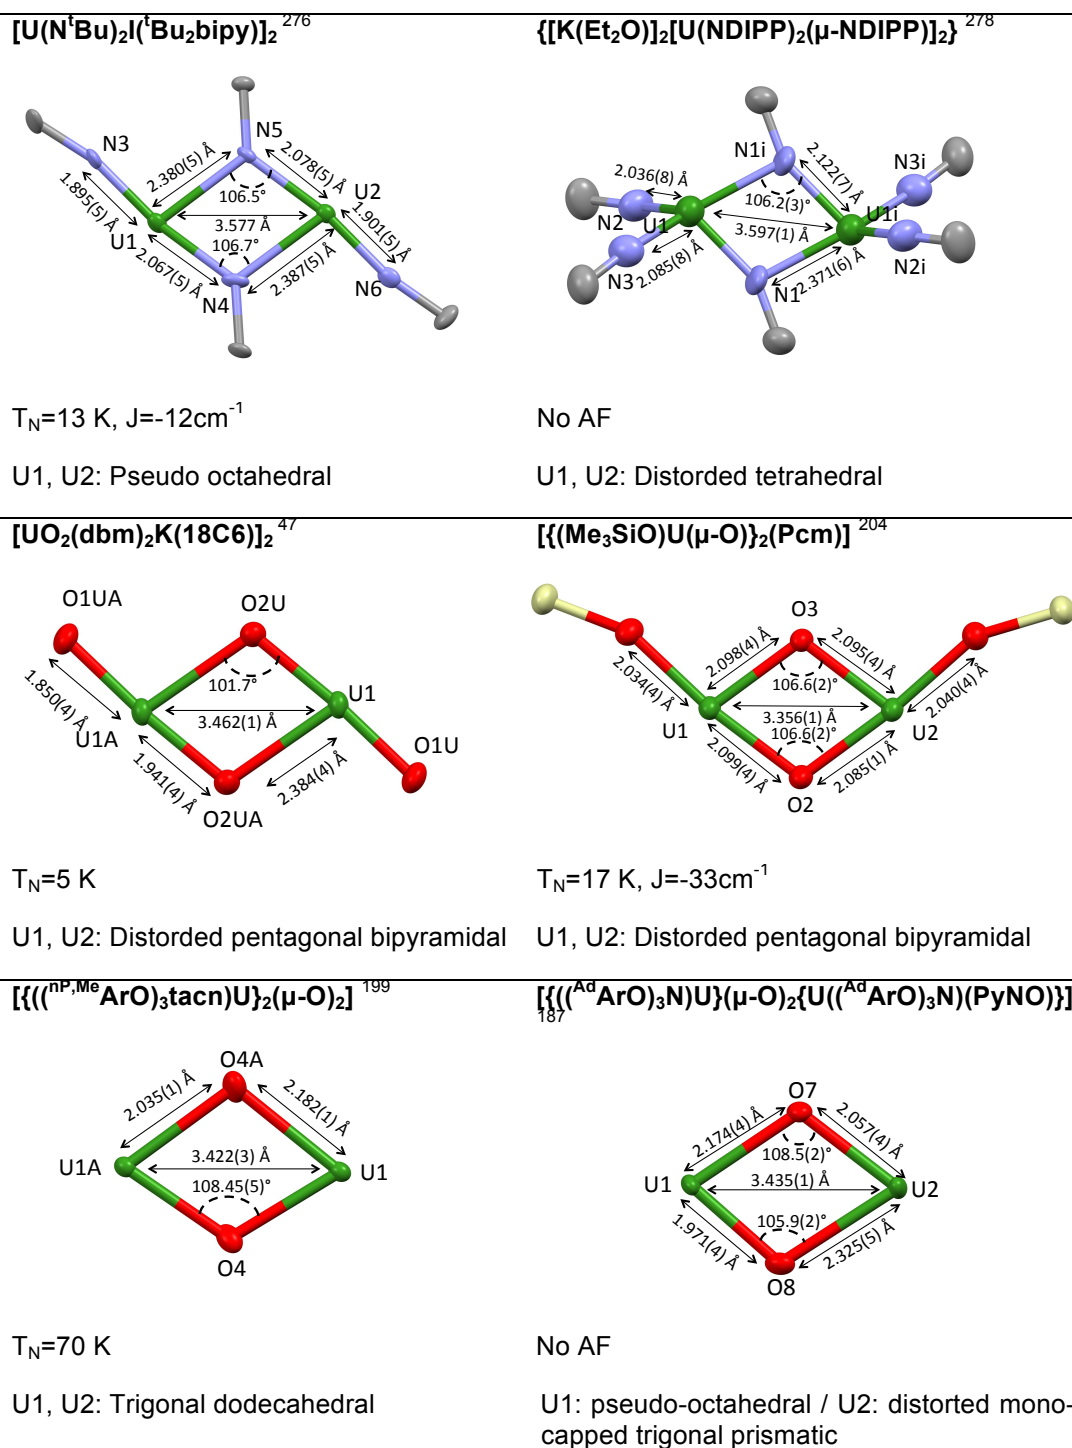 [U(NᵗBu)₂I(ᵗBu₂bipy)]₂ ²⁷⁶
N5
N3
2.380(5) Å
2.078(5) Å
106.5°
U2
1.895(5) Å
3.577 Å
1.901(5) Å
U1
106.7°
2.067(5) Å
2.387(5) Å
N6
N4
T_N=13 K, J=-12cm⁻¹
U1, U2: Pseudo octahedral
{[K(Et₂O)]₂[U(NDIPP)₂(μ-NDIPP)]₂} ²⁷⁸
N1i
2.122(7) Å
N3i
2.036(8) Å
106.2(3)°
N2
U1
U1i
3.597(1) Å
N3
2.085(8) Å
2.371(6) Å
N2i
N1
No AF
U1, U2: Distorded tetrahedral
[UO₂(dbm)₂K(18C6)]₂ ⁴⁷
O1UA
O2U
1.850(4) Å
101.7°
U1
3.462(1) Å
U1A
1.941(4) Å
2.384(4) Å
O1U
O2UA
T_N=5 K
U1, U2: Distorded pentagonal bipyramidal
[{(Me₃SiO)U(μ-O)}₂(Pcm)] ²⁰⁴
O3
2.034(4) Å
2.098(4) Å
2.095(4) Å
106.6(2)°
2.040(4) Å
3.356(1) Å
U1
106.6(2)°
U2
2.099(4) Å
2.085(1) Å
O2
T_N=17 K, J=-33cm⁻¹
U1, U2: Distorded pentagonal bipyramidal
[{((ⁿᴾ,ᴹᵉArO)₃tacn)U}₂(μ-O)₂] ¹⁹⁹
O4A
2.035(1) Å
2.182(1) Å
U1A
3.422(3) Å
U1
108.45(5)°
O4
T_N=70 K
U1, U2: Trigonal dodecahedral
[{((ᴬᵈArO)₃N)U}(μ-O)₂{U((ᴬᵈArO)₃N)(PyNO)}]
¹⁸⁷
O7
2.174(4) Å
2.057(4) Å
108.5(2)°
U1
3.435(1) Å
U2
105.9(2)°
1.971(4) Å
2.325(5) Å
O8
No AF
U1: pseudo-octahedral / U2: distorted mono-
capped trigonal prismatic